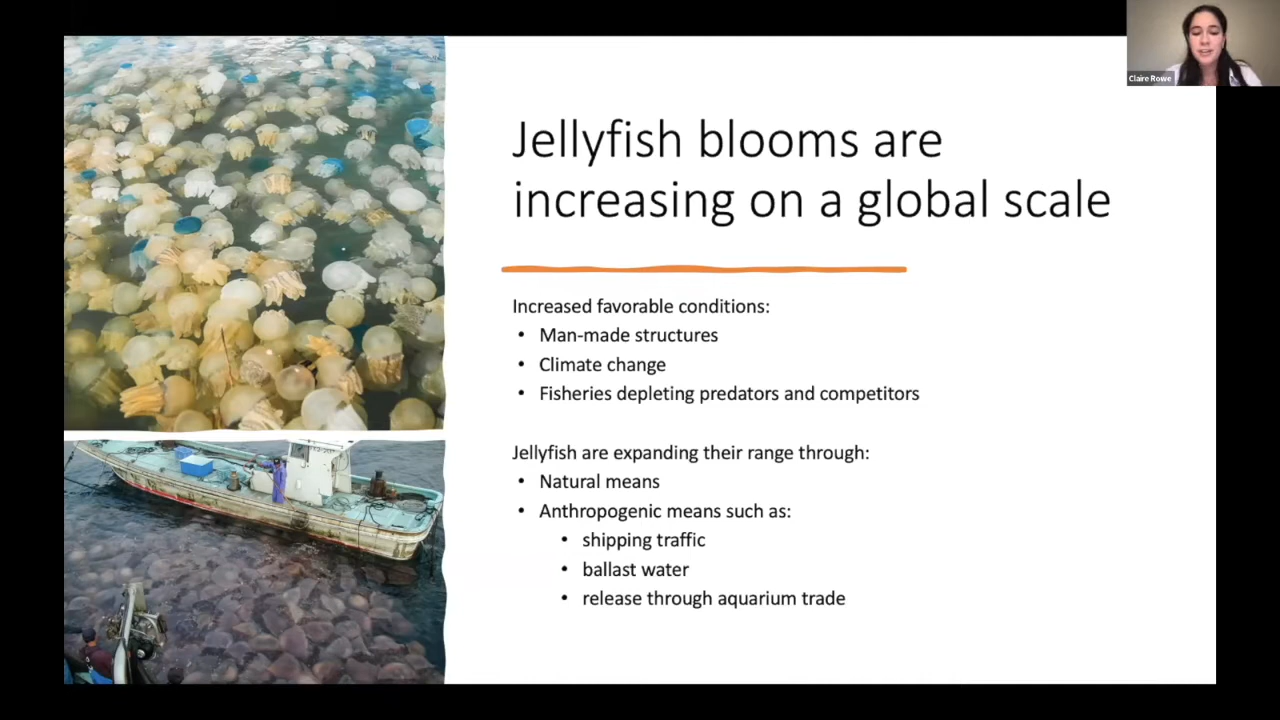 Claire Rowe
Jellyfish blooms are
increasing on a global scale
Increased favorable conditions:
• Man-made structures
• Climate change
• Fisheries depleting predators and competitors
Jellyfish are expanding their range through:
• Natural means
• Anthropogenic means such as:
• shipping traffic
• ballast water
• release through aquarium trade